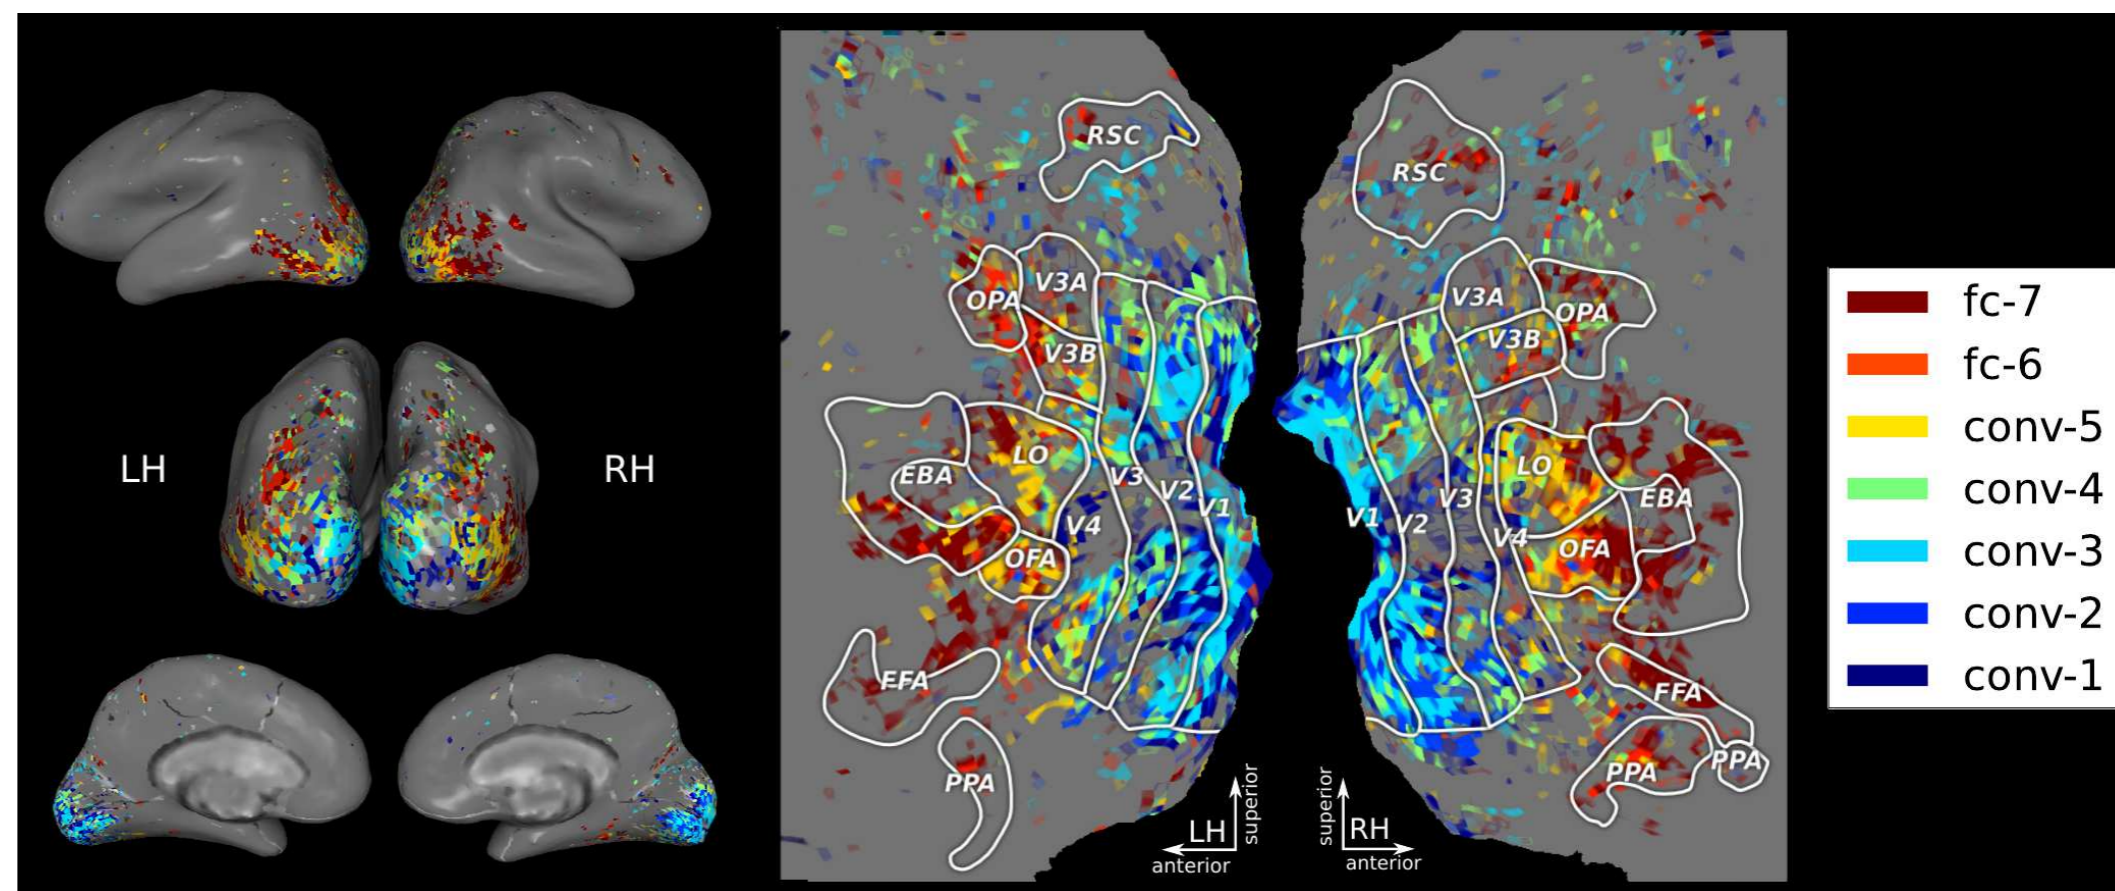 LH
RH
RSC
V3A
OPA
V3B
LO
EBA
V3
V2
V1
V4
OFA
FFA
PPA
LH
superior
anterior
RSC
V3A
OPA
V3B
LO
EBA
V1
V2
V3
V4
OFA
FFA
PPA
PPA
superior
RH
anterior
fc-7
fc-6
conv-5
conv-4
conv-3
conv-2
conv-1